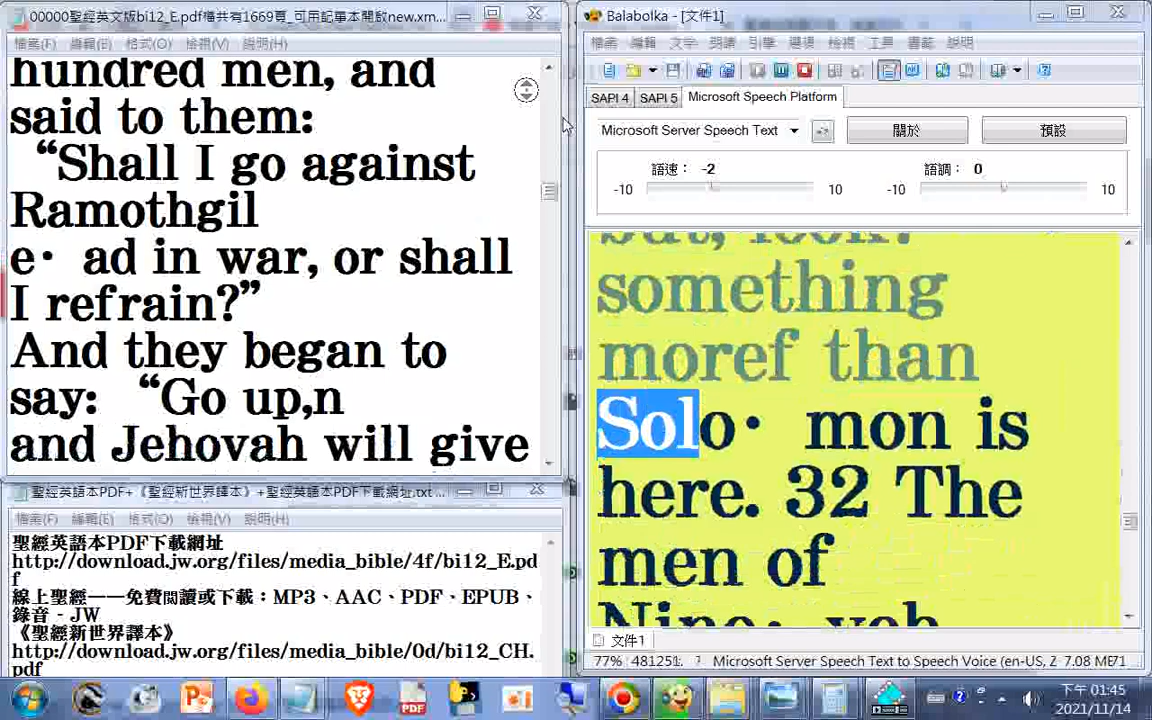 00000聖經英文版bi12_E.pdf檔共有1669頁_可用記事本開啟new.xm...
檔案(F) 編輯(E) 格式(O) 檢視(V) 說明(H)
hundred men, and
said to them:
“Shall I go against
Ramothgil
e· ad in war, or shall
I refrain?”
And they began to
say: “Go up,n
and Jehovah will give
聖經英語本PDF+《聖經新世界譯本》+聖經英語本PDF下載網址.txt ...
檔案(F) 編輯(E) 格式(O) 檢視(V) 說明(H)
聖經英語本PDF下載網址
http://download.jw.org/files/media_bible/4f/bi12_E.pd
f
線上聖經——免費閱讀或下載：MP3、AAC、PDF、EPUB、
錄音 - JW
《聖經新世界譯本》
http://download.jw.org/files/media_bible/0d/bi12_CH.
pdf
Balabolka - [文件1]
檔案 編輯 文字 朗讀 引擎 選項 檢視 工具 書籤 說明
SAPI 4 SAPI 5 Microsoft Speech Platform
Microsoft Server Speech Text 關於 預設
語速： -2 語調： 0
-10 10 -10 10
but, look!
something
moref than
Solo· mon is
here. 32 The
men of
Nine· veh
文件1
77% 481251. Microsoft Server Speech Text to Speech Voice (en-US, Z 7.08 ME71
下午 01:45
2021/11/14